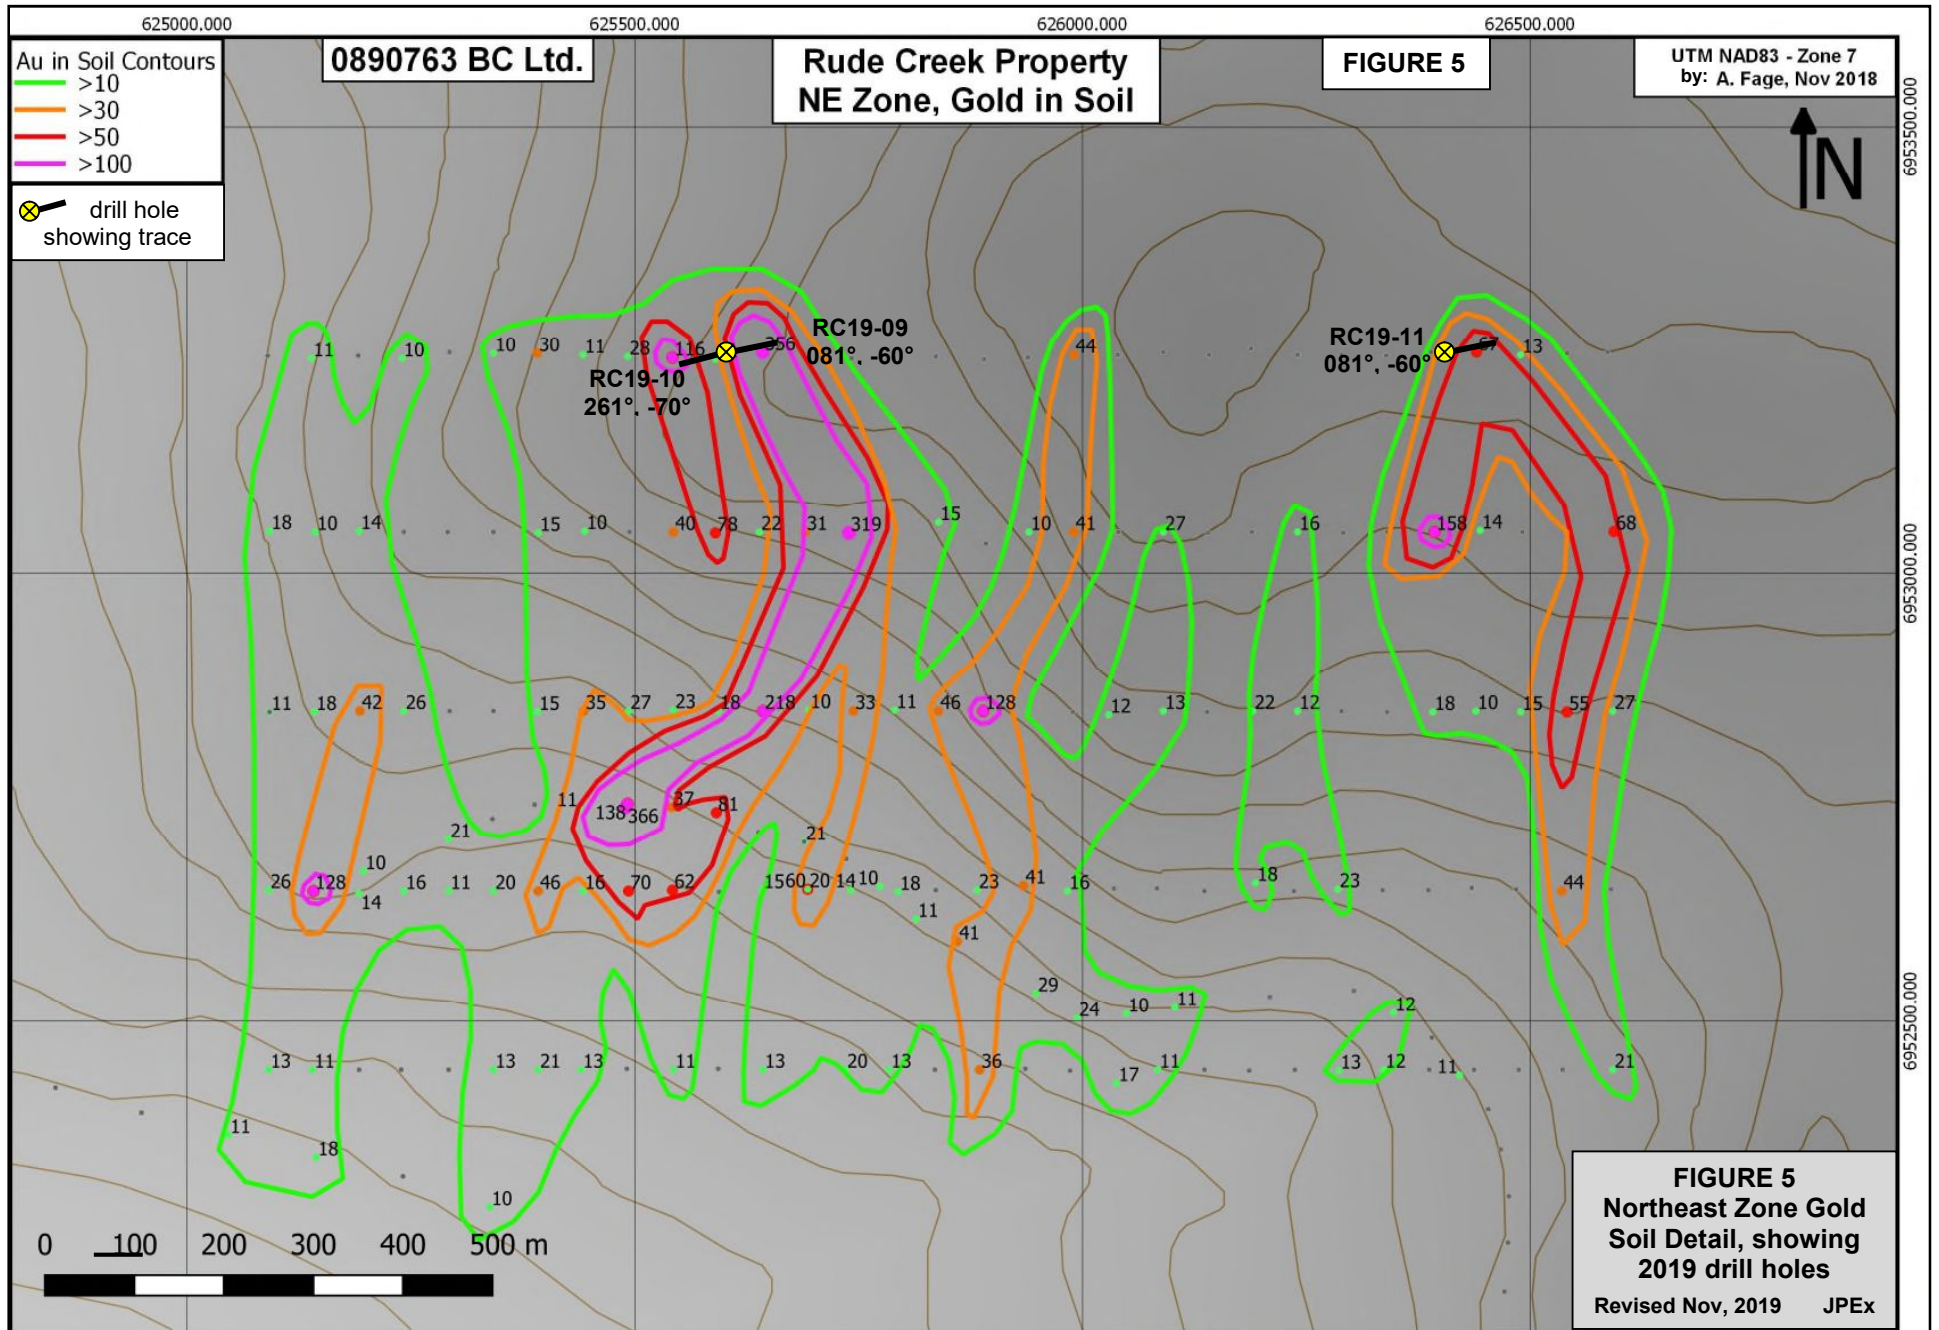 625000.000 625500.000 626000.000 626500.000
Au in Soil Contours
>10
>30
>50
>100
drill hole
showing trace
0890763 BC Ltd.
Rude Creek Property
NE Zone, Gold in Soil
FIGURE 5
UTM NAD83 - Zone 7
by: A. Fage, Nov 2018
6953500.000
N
RC19-09
081°, -60°
RC19-10
261°, -70°
RC19-11
081°, -60°
11 10 10 30 11 28 116 356 44 67 13
18 10 14 15 10 40 78 22 31 319 15 10 41 27 16 158 14 68
6953000.000
11 18 42 26 15 35 27 23 18 218 10 33 11 46 128 12 13 22 12 18 10 15 55 27
11 138 366 37 81
21 21
10
26 128 16 11 20 46 16 70 62 1560 20 14 10 18 23 41 16 18 23 44
14 11
41
29 24 10 11 12
6952500.000
13 11 13 21 13 11 13 20 13 36 17 11 13 12 11 21
11 18
10
0 100 200 300 400 500 m
FIGURE 5
Northeast Zone Gold
Soil Detail, showing
2019 drill holes
Revised Nov, 2019 JPEx